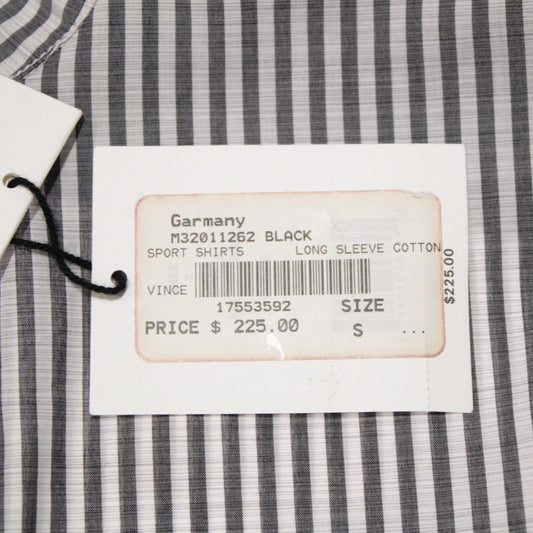 Garmany
M32011262 BLACK
SPORT SHIRTS LONG SLEEVE COTTON
VINCE
17553592 SIZE
PRICE $ 225.00 S ...
$225.00